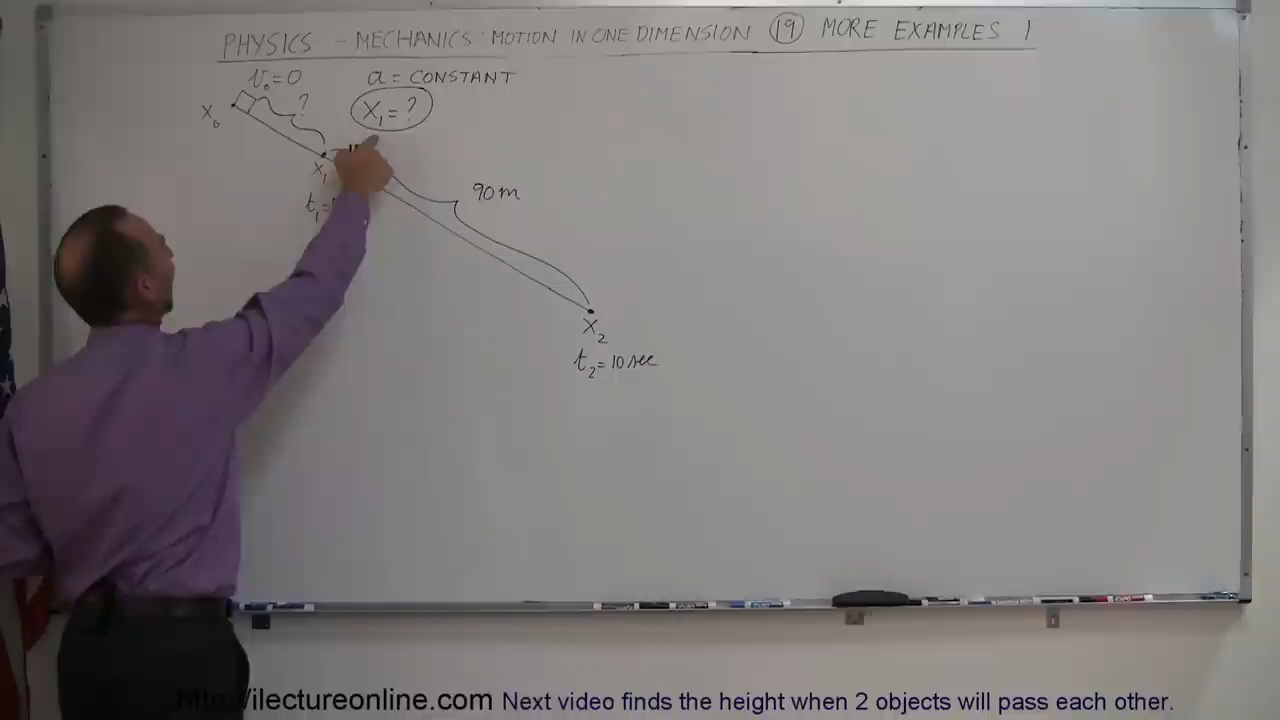 PHYSICS - MECHANICS: MOTION IN ONE DIMENSION 19 MORE EXAMPLES 1
v₀=0 a = CONSTANT
X₀ ? X₁ = ?
X₁
t₁=
90 m
X₂
t₂ = 10 sec
http://ilectureonline.com Next video finds the height when 2 objects will pass each other.